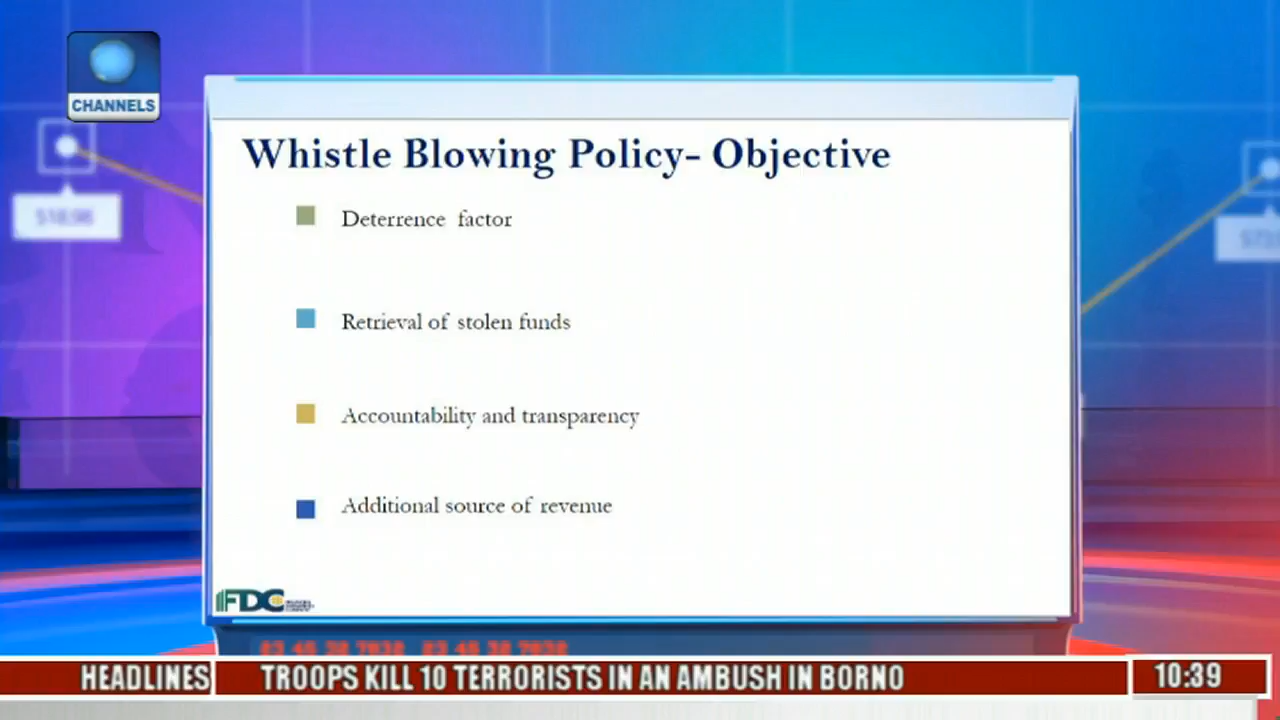 CHANNELS
Whistle Blowing Policy- Objective
Deterrence factor
Retrieval of stolen funds
Accountability and transparency
Additional source of revenue
FDC
HEADLINES
TROOPS KILL 10 TERRORISTS IN AN AMBUSH IN BORNO
10:39